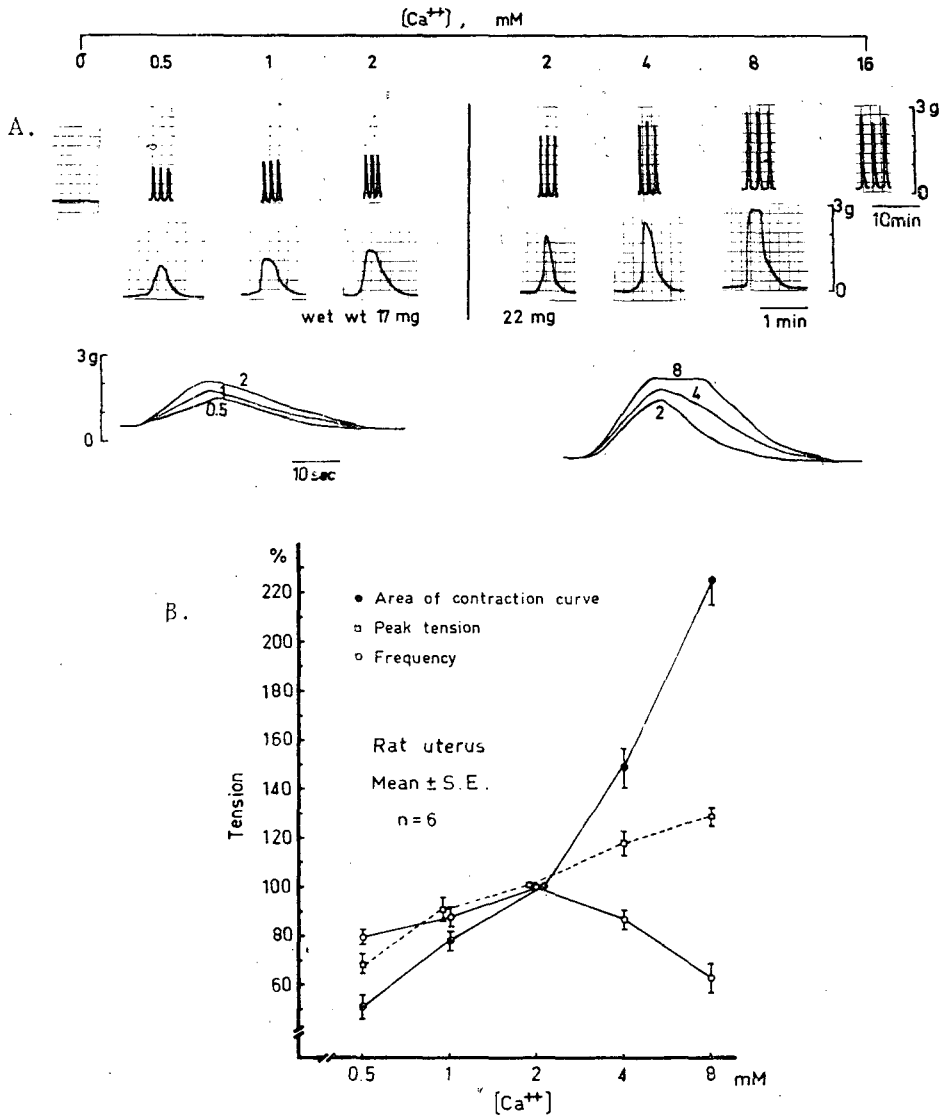 [Ca++] , mM
0 0.5 1 2 2 4 8 16
A.
3g
0
10min
3g
0
wet wt 17 mg 22 mg 1 min
3g
0
2
0.5
10 sec
8
4
2
B.
%
220
200
180
160
150
140
120
100
80
60
Tension
Area of contraction curve
Peak tension
Frequency
Rat uterus
Mean ± S.E.
n=6
0.5 1 2 4 8 mM
[Ca++]